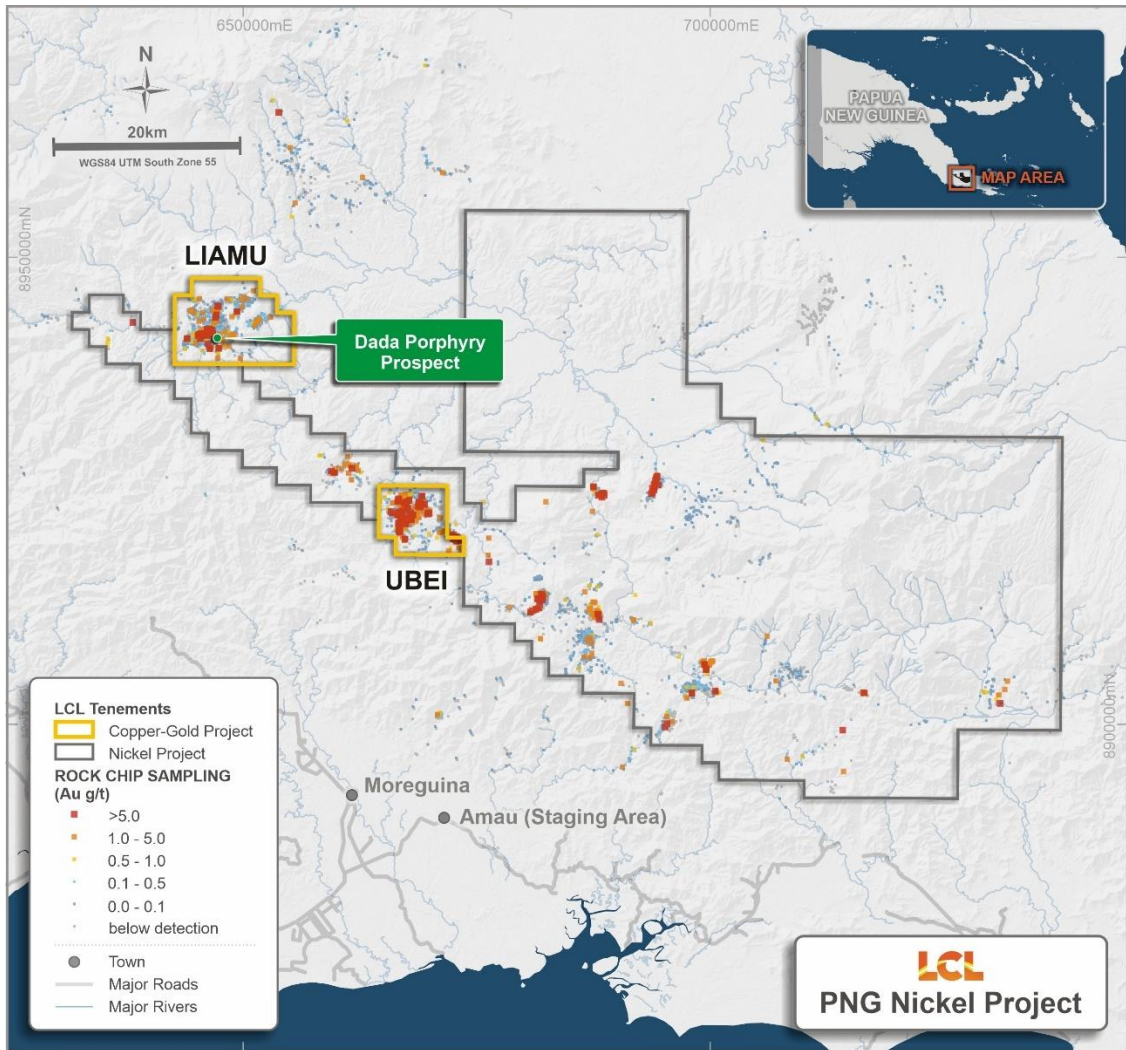 650000mE
700000mE
N
20km
WGS84 UTM South Zone 55
PAPUA
NEW GUINEA
MAP AREA
8950000mN
LIAMU
Dada Porphyry
Prospect
UBEI
8900000mN
Moreguina
Amau (Staging Area)
LCL Tenements
Copper-Gold Project
Nickel Project
ROCK CHIP SAMPLING
(Au g/t)
>5.0
1.0 - 5.0
0.5 - 1.0
0.1 - 0.5
0.0 - 0.1
below detection
Town
Major Roads
Major Rivers
LCL
PNG Nickel Project